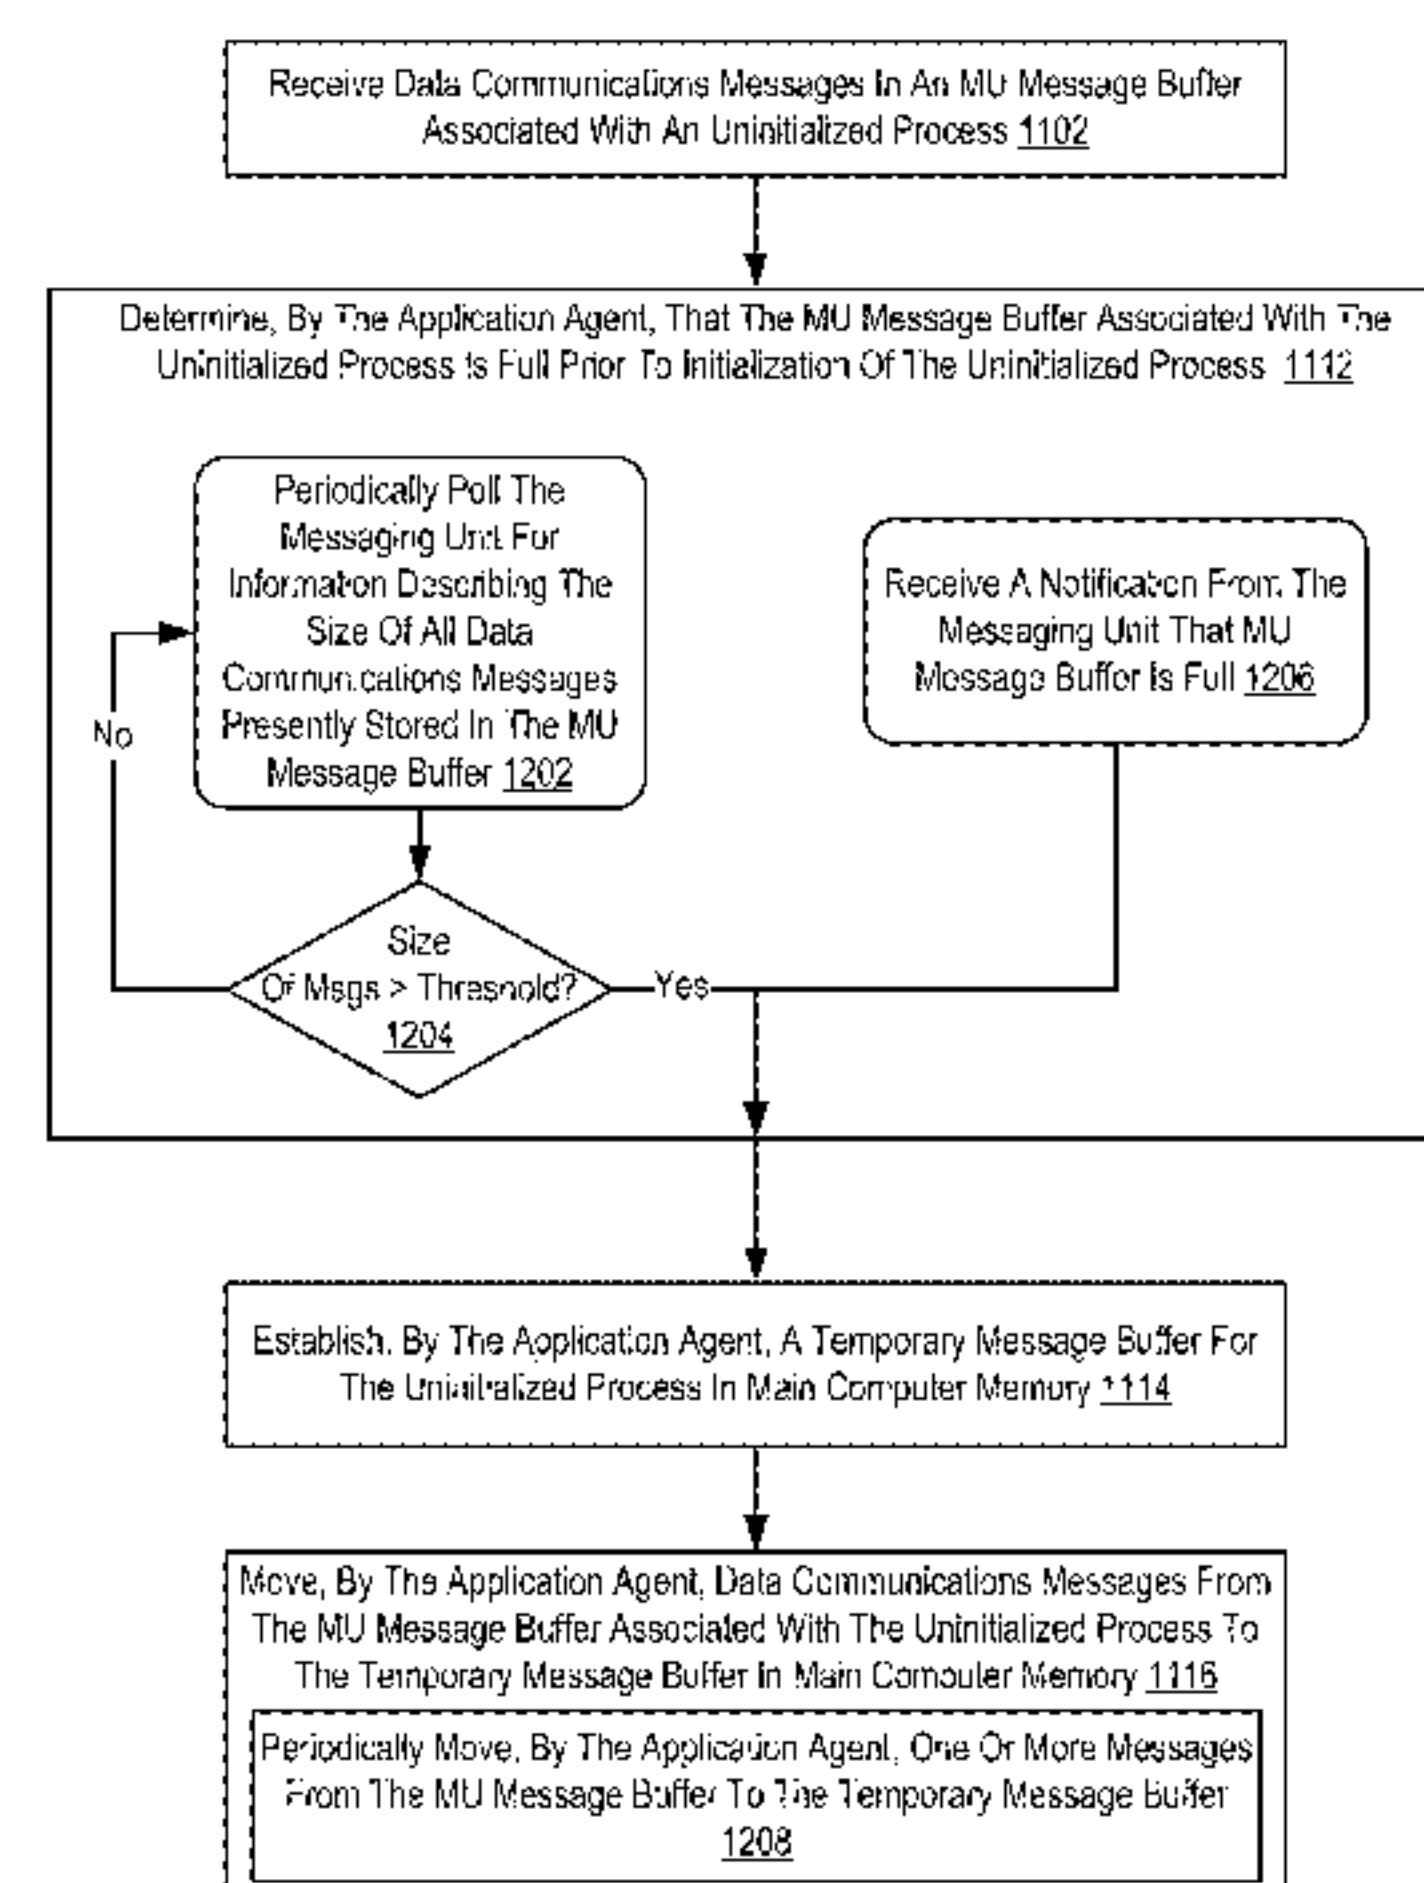 Receive Data Communications Messages In An MU Message Buffer
Associated With An Uninitialized Process 1102
Determine, By The Application Agent, That The MU Message Buffer Associated With The
Uninitialized Process Is Full Prior To Initialization Of The Uninitialized Process 1112
Periodically Poll The
Messaging Unit For
Information Describing The
Size Of All Data
Communications Messages
Presently Stored In The MU
Message Buffer 1202
Receive A Notification From The
Messaging Unit That MU
Message Buffer Is Full 1206
No
Size
Of Msgs > Threshold?
1204
Yes
Establish, By The Application Agent, A Temporary Message Buffer For
The Uninitialized Process In Main Computer Memory 1114
Move, By The Application Agent, Data Communications Messages From
The MU Message Buffer Associated With The Uninitialized Process To
The Temporary Message Buffer In Main Computer Memory 1116
Periodically Move, By The Application Agent, One Or More Messages
From The MU Message Buffer To The Temporary Message Buffer
1208